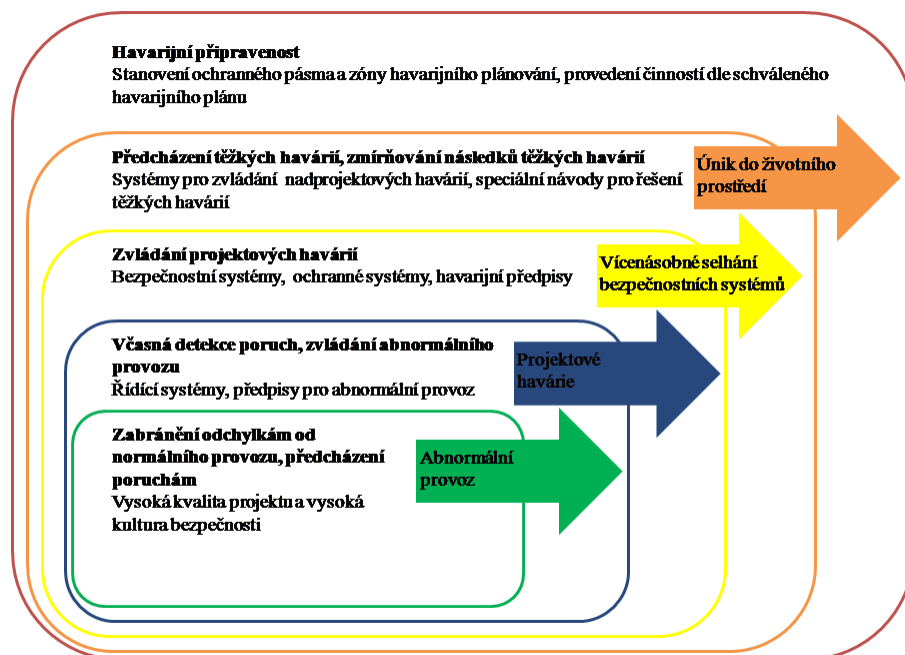 Havarijní připravenost
Stanovení ochranného pásma a zóny havarijního plánování, provedení činností dle schváleného
havarijního plánu
Předcházení těžkých havárií, zmírňování následků těžkých havárií
Systémy pro zvládání nadprojektových havárií, speciální návody pro řešení
těžkých havárií
Únik do životního
prostředí
Zvládání projektových havárií
Bezpečnostní systémy, ochranné systémy, havarijní předpisy
Vícenásobné selhání
bezpečnostních systémů
Včasná detekce poruch, zvládání abnormálního
provozu
Řídící systémy, předpisy pro abnormální provoz
Projektové
havárie
Zabránění odchylkám od
normálního provozu, předcházení
poruchám
Vysoká kvalita projektu a vysoká
kultura bezpečnosti
Abnormální
provoz